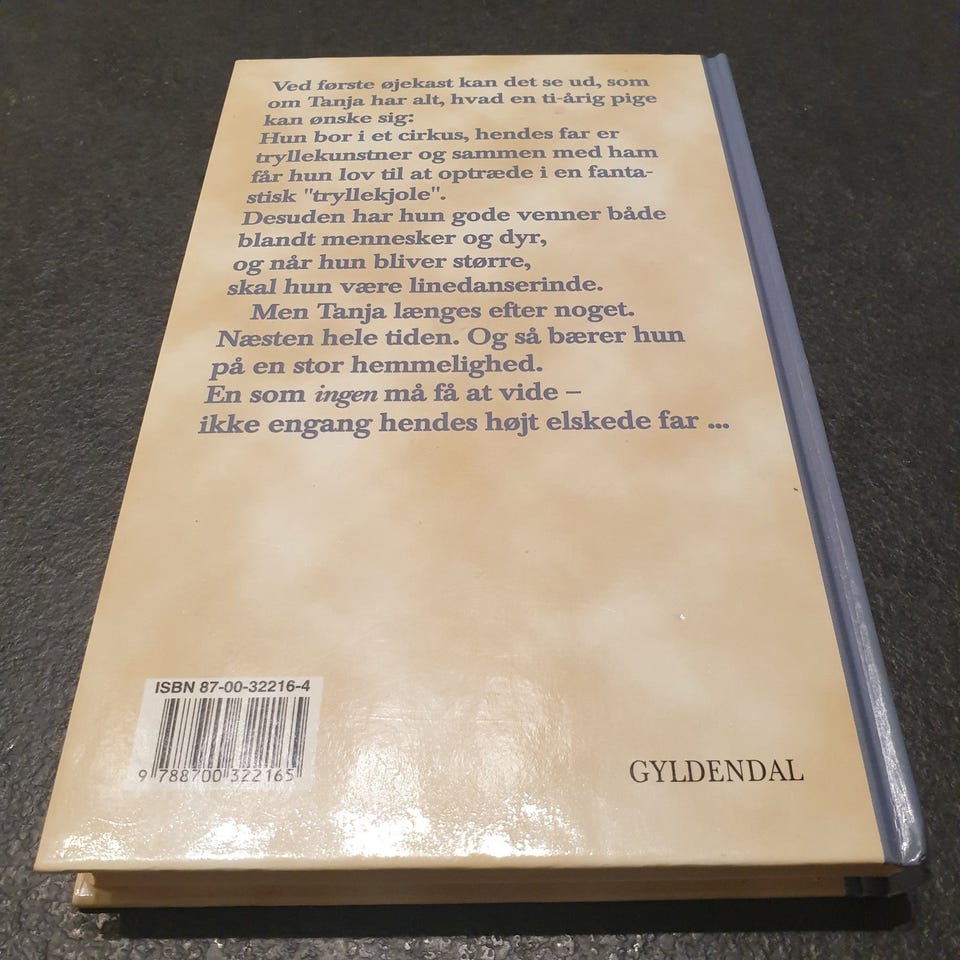 Ved første øjekast kan det se ud, som
om Tanja har alt, hvad en ti-årig pige
kan ønske sig:
Hun bor i et cirkus, hendes far er
tryllekunstner og sammen med ham
får hun lov til at optræde i en fanta-
stisk "tryllekjole".
Desuden har hun gode venner både
blandt mennesker og dyr,
og når hun bliver større,
skal hun være linedanserinde.
Men Tanja længes efter noget.
Næsten hele tiden. Og så bærer hun
på en stor hemmelighed.
En som ingen må få at vide –
ikke engang hendes højt elskede far ...
ISBN 87-00-32216-4
9 788700 322165
GYLDENDAL